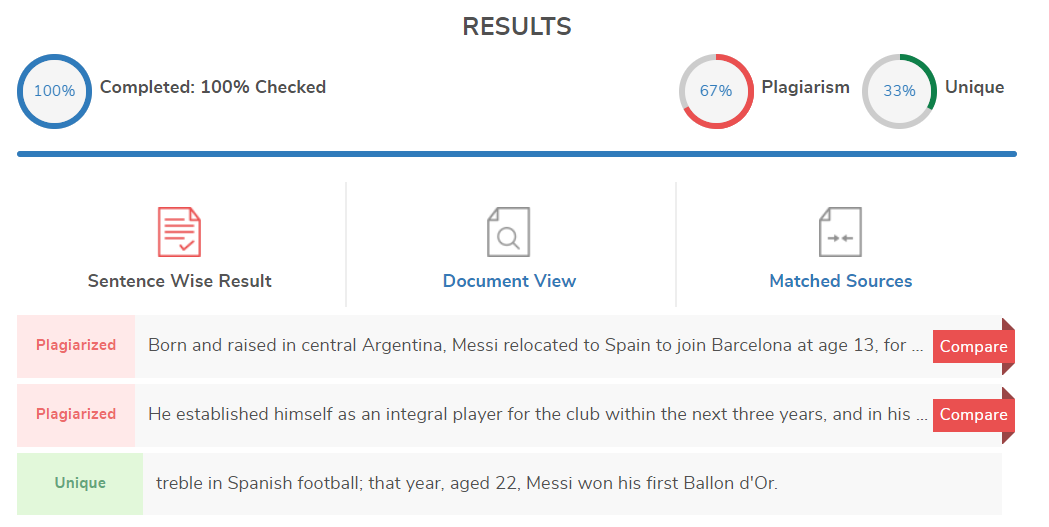 RESULTS
100% Completed: 100% Checked 67% Plagiarism 33% Unique
Sentence Wise Result Document View Matched Sources
Plagiarized Born and raised in central Argentina, Messi relocated to Spain to join Barcelona at age 13, for ... Compare
Plagiarized He established himself as an integral player for the club within the next three years, and in his ... Compare
Unique treble in Spanish football; that year, aged 22, Messi won his first Ballon d'Or.